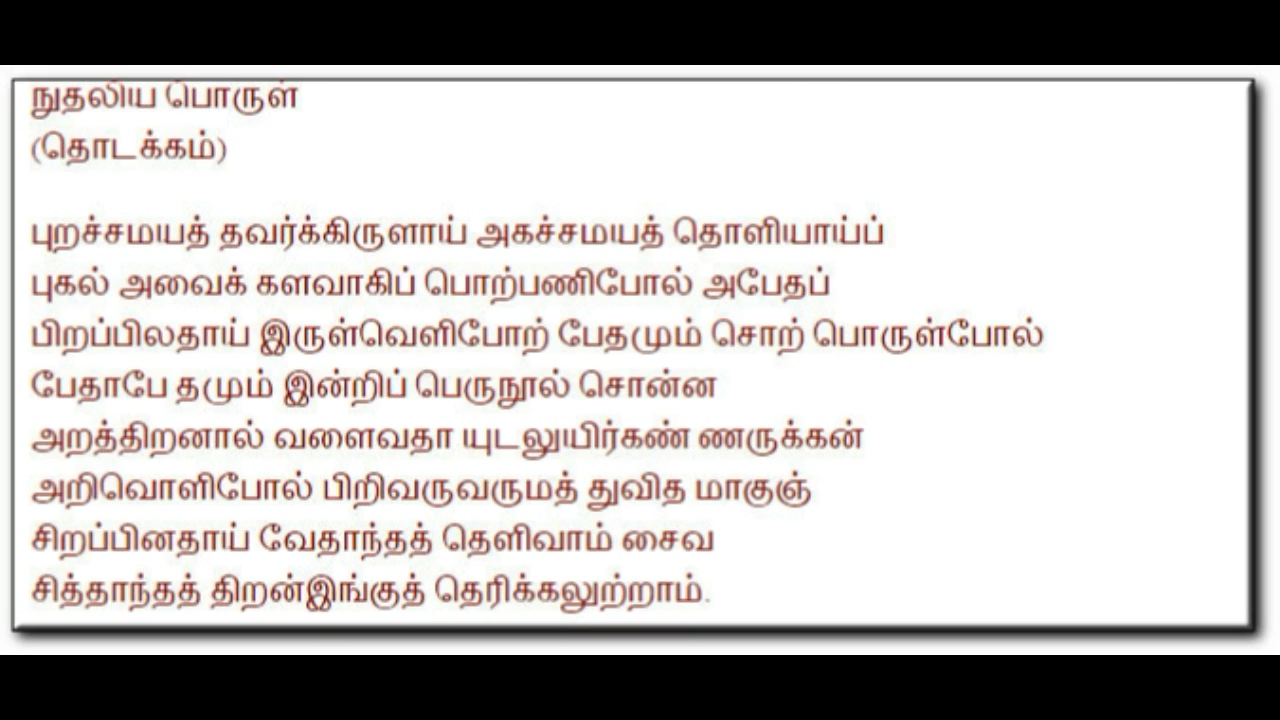 நுதலிய பொருள்
(தொடக்கம்)
புறச்சமயத் தவர்க்கிருளாய் அகச்சமயத் தொளியாய்ப்
புகல் அவைக் களவாகிப் பொற்பணிபோல் அபேதப்
பிறப்பிலதாய் இருள்வெளிபோற் பேதமும் சொற் பொருள்போல்
பேதாபே தமும் இன்றிப் பெருநூல் சொன்ன
அறத்திறனால் வளைவதா யுடலுயிர்கண் ணருக்கன்
அறிவொளிபோல் பிறிவருவருமத் துவித மாகுஞ்
சிறப்பினதாய் வேதாந்தத் தெளிவாம் சைவ
சித்தாந்தத் திறன்இங்குத் தெரிக்கலுற்றாம்.